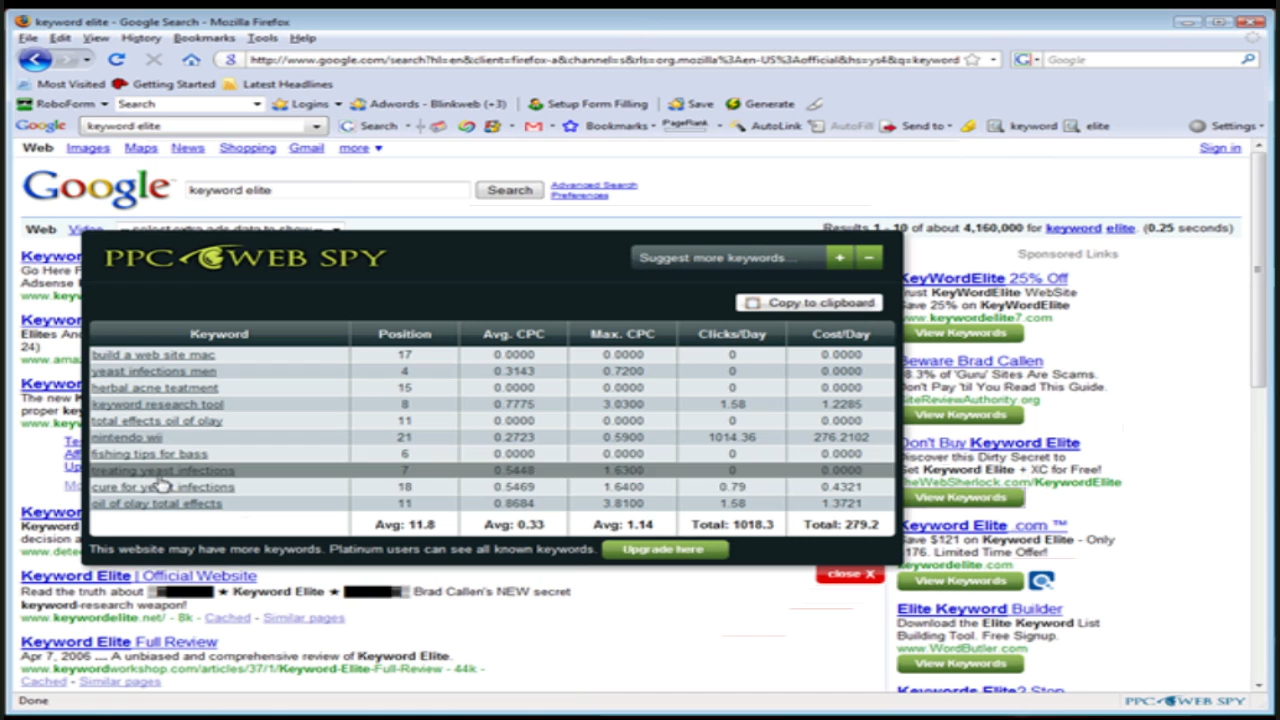 keyword elite - Google Search - Mozilla Firefox
File Edit View History Bookmarks Tools Help
http://www.google.com/search?hl=en&client=firefox-a&channel=s&rls=org.mozilla%3Aen-US%3Aofficial&hs=ys4&q=keyword
Google
Most Visited Getting Started Latest Headlines
RoboForm Search Logins Adwords - Blinkweb (+3) Setup Form Filling Save Generate
Google keyword elite Search Bookmarks PageRank AutoLink AutoFill Send to keyword elite Settings
Web Images Maps News Shopping Gmail more Sign in
Google keyword elite Search Advanced Search
Preferences
Web Results 1 - 10 of about 4,160,000 for keyword elite. (0.25 seconds)
PPC WEB SPY
Suggest more keywords... + -
Copy to clipboard
Keyword Position Avg. CPC Max. CPC Clicks/Day Cost/Day
build a web site mac 17 0.0000 0.0000 0 0.0000
yeast infections men 4 0.3143 0.7200 0 0.0000
herbal acne teatment 15 0.0000 0.0000 0 0.0000
keyword research tool 8 0.7775 3.0300 1.58 1.2285
total effects oil of olay 11 0.0000 0.0000 0 0.0000
nintendo wii 21 0.2723 0.5900 1014.36 276.2102
fishing tips for bass 6 0.0000 0.0000 0 0.0000
treating yeast infections 7 0.5448 1.6300 0 0.0000
cure for yeast infections 18 0.5469 1.6400 0.79 0.4321
oil of olay total effects 11 0.8684 3.8100 1.58 1.3721
Avg: 11.8 Avg: 0.33 Avg: 1.14 Total: 1018.3 Total: 279.2
This website may have more keywords. Platinum users can see all known keywords. Upgrade here
close X
Keyword Elite | Official Website
Read the truth about ★ Keyword Elite ★ Brad Callen's NEW secret
keyword-research weapon!
www.keywordelite.net/ - 8k - Cached - Similar pages
Keyword Elite Full Review
Apr 7, 2006 .... A unbiased and comprehensive review of Keyword Elite.
www.keywordworkshop.com/articles/37/1/Keyword-Elite-Full-Review - 44k -
Cached - Similar pages
Sponsored Links
KeyWordElite 25% Off
Trust KeyWordElite WebSite
Save 25% on KeyWordElite
www.keywordelite7.com
View Keywords
Beware Brad Callen
98.3% of 'Guru' Sites Are Scams.
Don't Pay 'til You Read This Guide.
SiteReviewAuthority.org
View Keywords
Don't Buy Keyword Elite
Discover this Dirty Secret to
Get Keyword Elite + XC for Free!
TheWebSherlock.com/KeywordElite
View Keywords
Keyword Elite .com ™
Save $121 on Keyword Elite - Only
$176. Limited Time Offer!
keywordelite.com
View Keywords
Elite Keyword Builder
Download the Elite Keyword List
Building Tool. Free Signup.
www.WordButler.com
View Keywords
Keywords Elite? Stop
Done
PPC WEB SPY